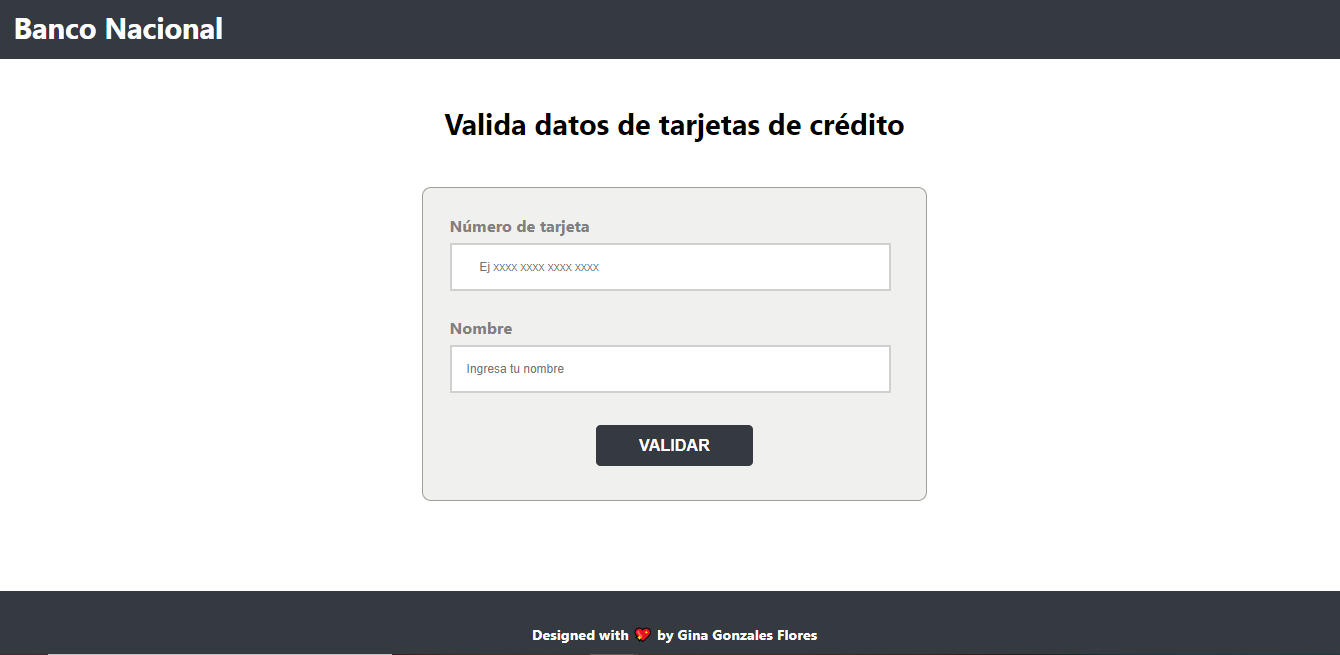 Banco Nacional
Valida datos de tarjetas de crédito
Número de tarjeta
Ej xxxx xxxx xxxx xxxx
Nombre
Ingresa tu nombre
VALIDAR
Designed with 💖 by Gina Gonzales Flores